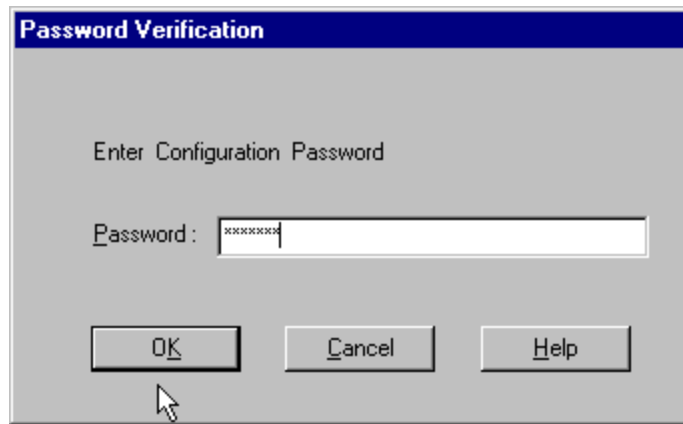 Password Verification
Enter Configuration Password
Password : *******
OK Cancel Help